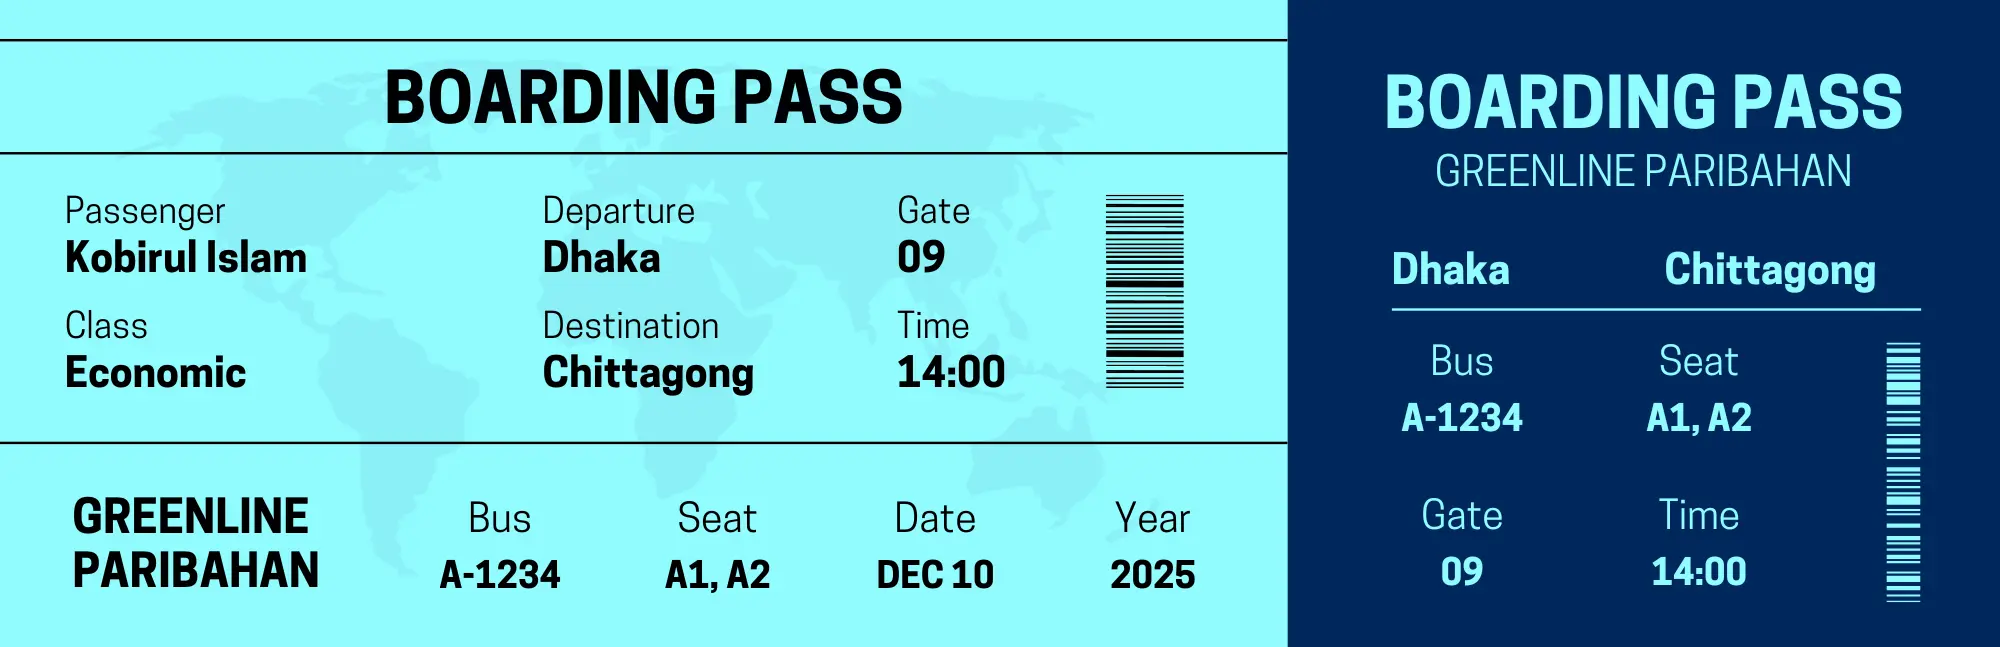 BOARDING PASS
Passenger
Kobirul Islam
Departure
Dhaka
Gate
09
Class
Economic
Destination
Chittagong
Time
14:00
GREENLINE
PARIBAHAN
Bus
A-1234
Seat
A1, A2
Date
DEC 10
Year
2025
BOARDING PASS
GREENLINE PARIBAHAN
Dhaka Chittagong
Bus Seat
A-1234 A1, A2
Gate Time
09 14:00